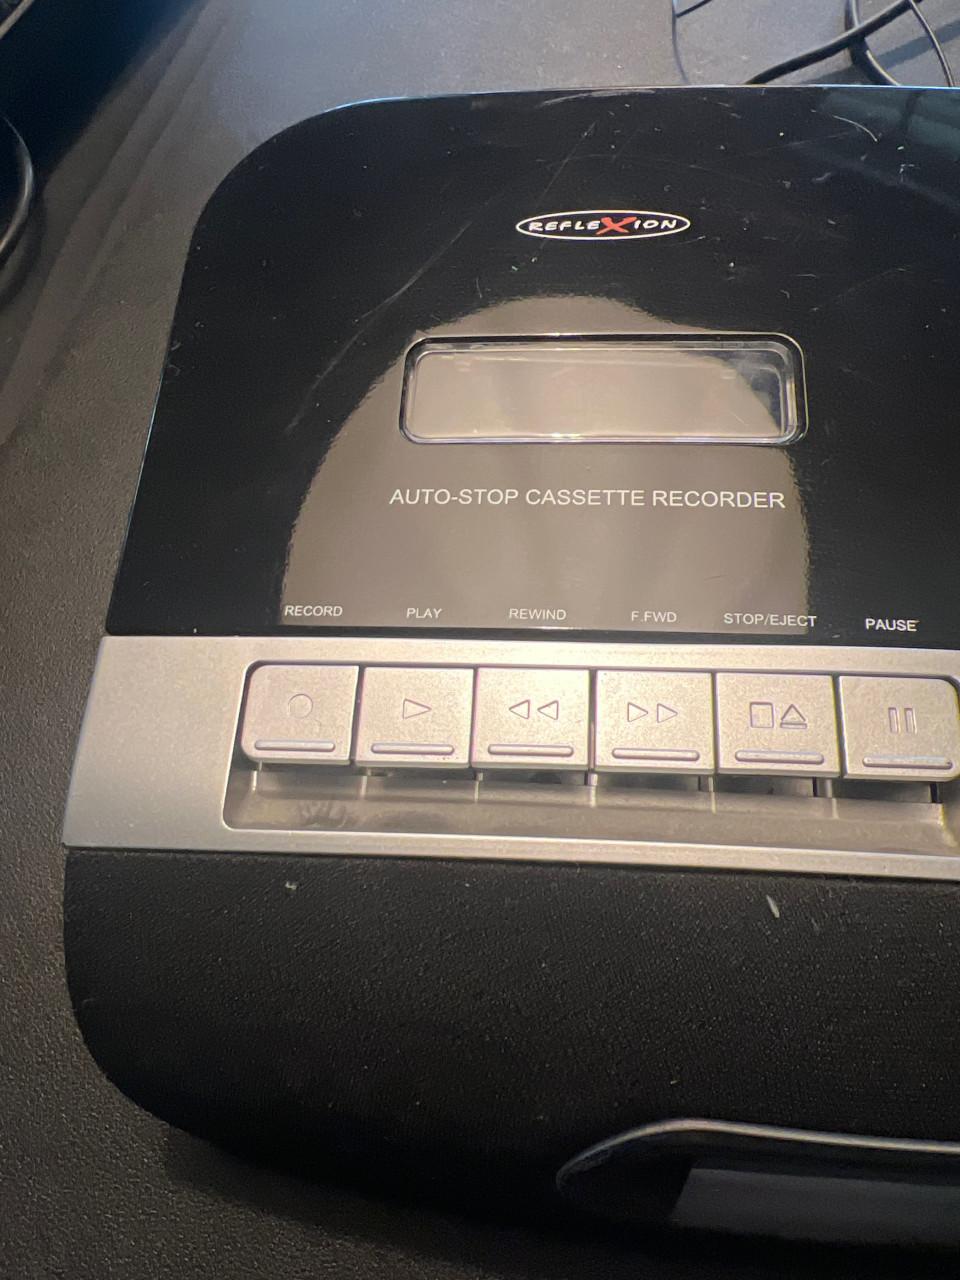 REFLEXION
AUTO-STOP CASSETTE RECORDER
RECORD PLAY REWIND F.FWD STOP/EJECT PAUSE